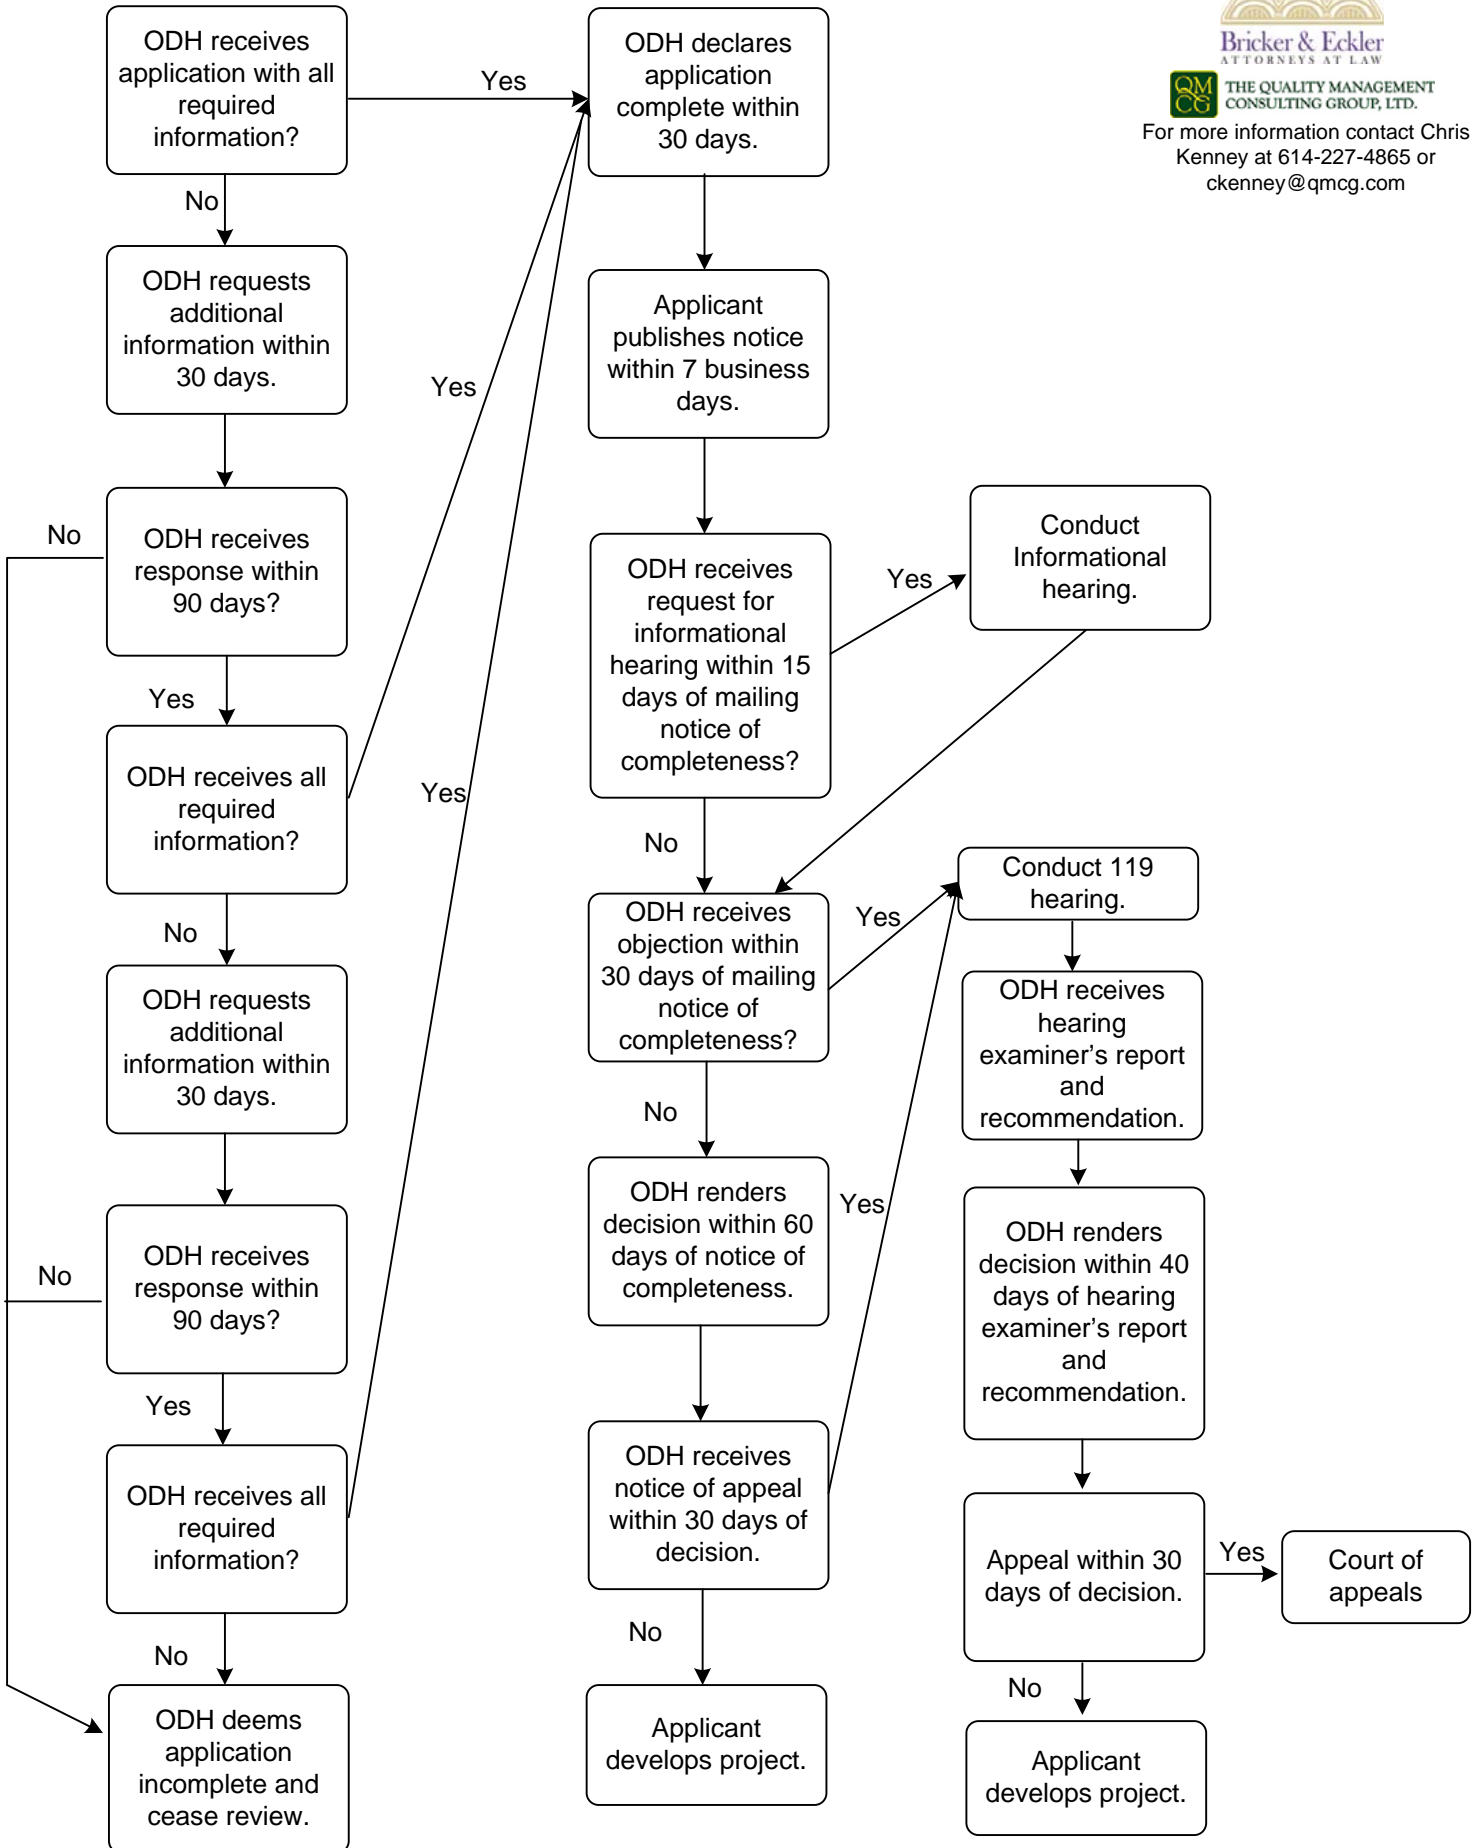 ODH receives
application with all
required
information?
Yes
No
ODH requests
additional
information within
30 days.
No
ODH receives
response within
90 days?
Yes
ODH receives all
required
information?
Yes
No
ODH requests
additional
information within
30 days.
No
ODH receives
response within
90 days?
Yes
ODH receives all
required
information?
Yes
No
ODH deems
application
incomplete and
cease review.
ODH declares
application
complete within
30 days.
Applicant
publishes notice
within 7 business
days.
ODH receives
request for
informational
hearing within 15
days of mailing
notice of
completeness?
Yes
No
ODH receives
objection within
30 days of mailing
notice of
completeness?
Yes
No
ODH renders
decision within 60
days of notice of
completeness.
ODH receives
notice of appeal
within 30 days of
decision.
Yes
No
Applicant
develops project.
Bricker & Eckler
ATTORNEYS AT LAW
QM
CG
THE QUALITY MANAGEMENT
CONSULTING GROUP, LTD.
For more information contact Chris
Kenney at 614-227-4865 or
ckenney@qmcg.com
Conduct
Informational
hearing.
Conduct 119
hearing.
ODH receives
hearing
examiner’s report
and
recommendation.
ODH renders
decision within 40
days of hearing
examiner’s report
and
recommendation.
Appeal within 30
days of decision.
Yes
Court of
appeals
No
Applicant
develops project.